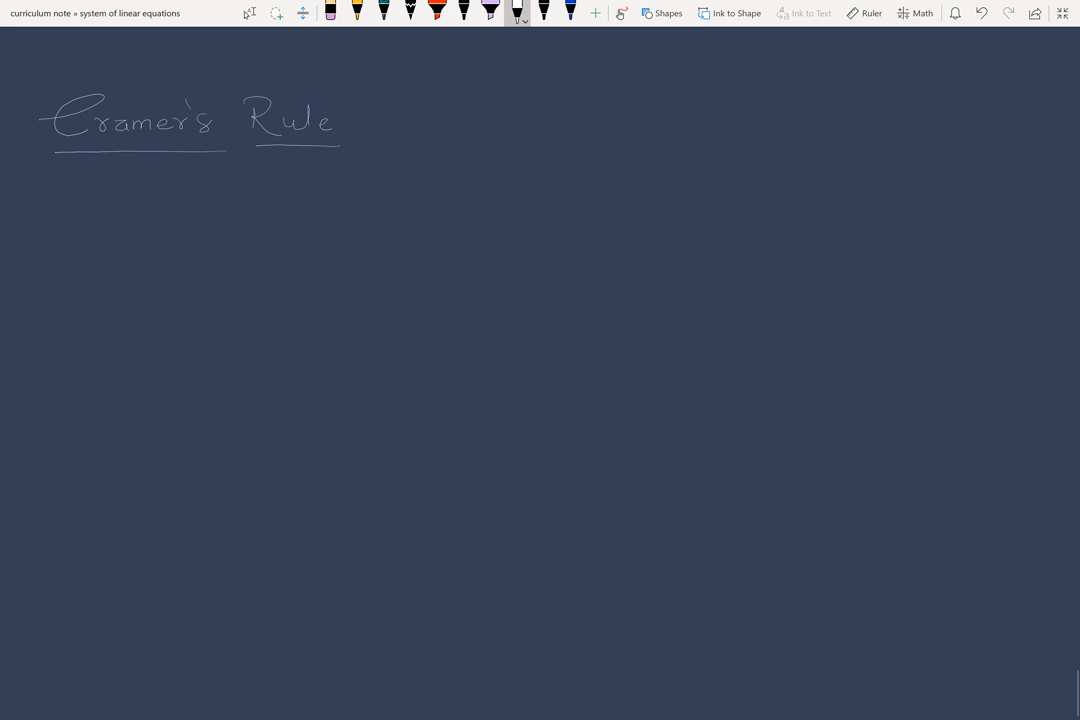 curriculum note » system of linear equations
Shapes
Ink to Shape
Ink to Text
Ruler
Math
Cramer's Rule